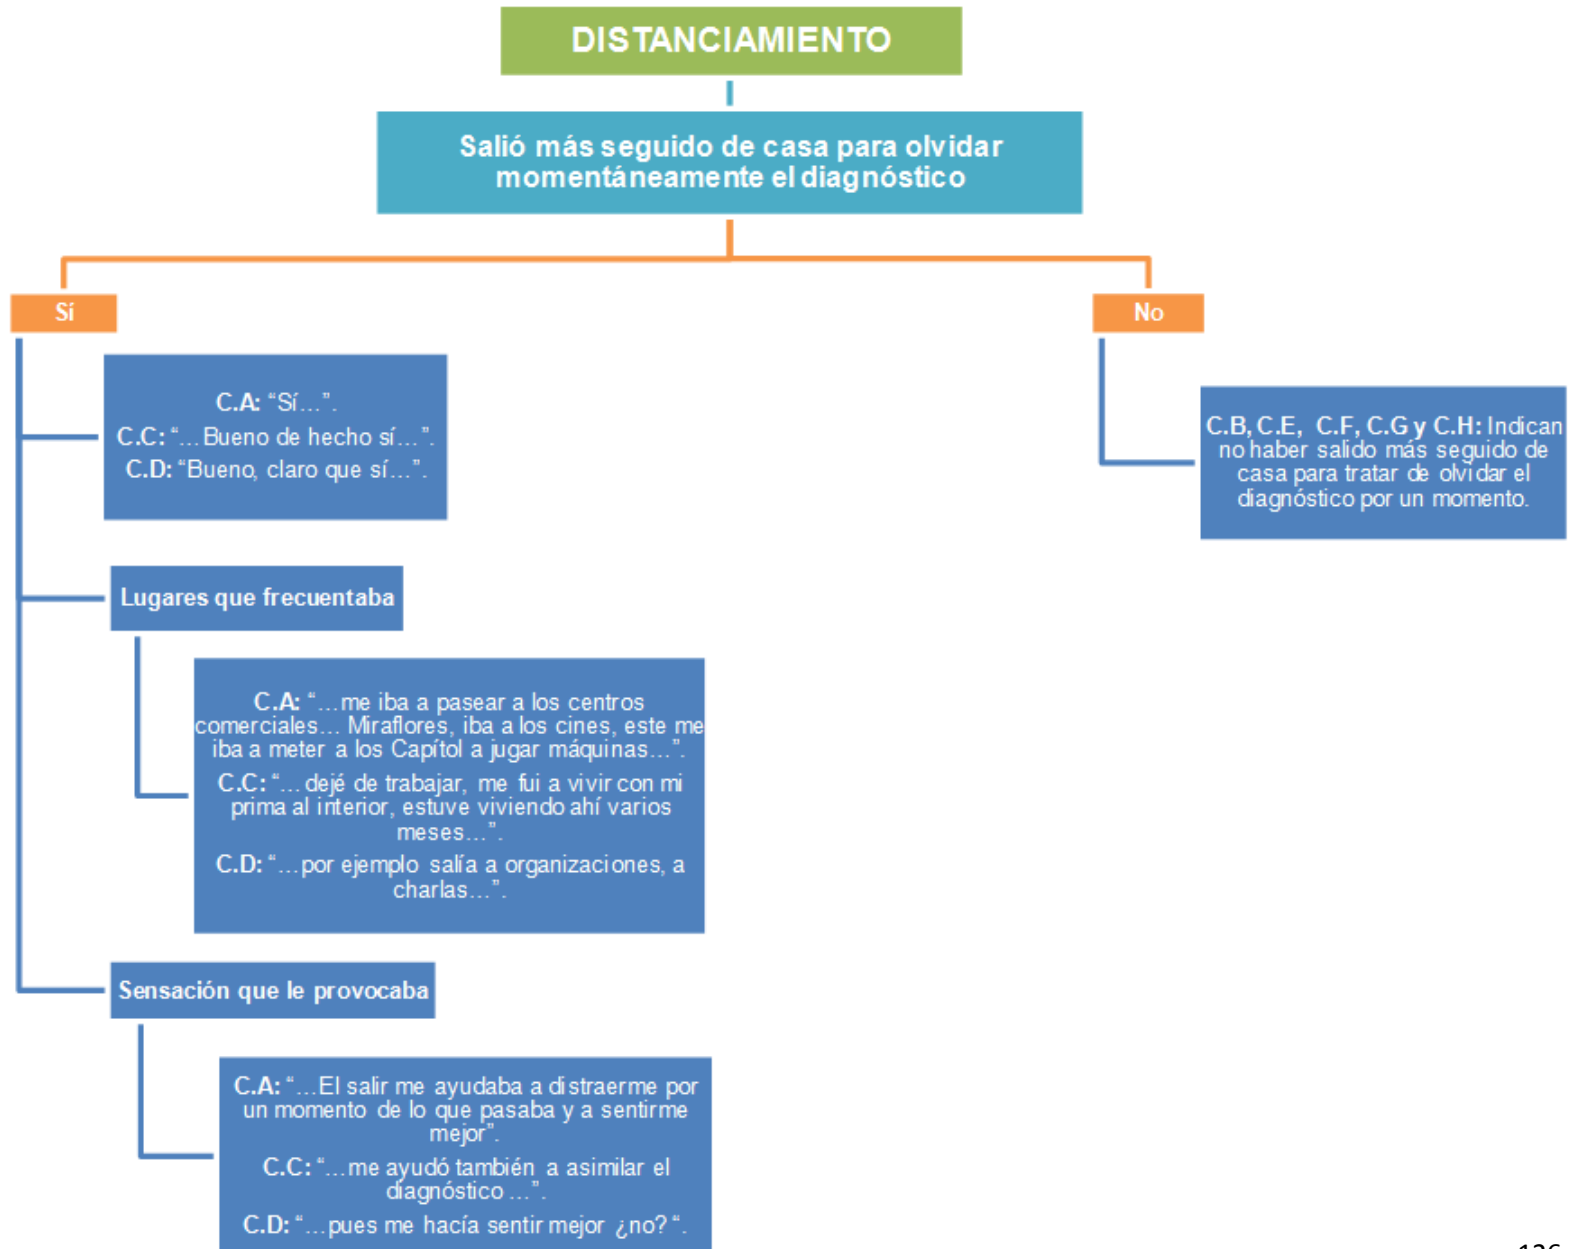 DISTANCIAMIENTO
Salió más seguido de casa para olvidar
momentáneamente el diagnóstico
Sí
No
C.A: “Sí…”.
C.C: “…Bueno de hecho sí…”.
C.D: “Bueno, claro que sí…”.
C.B, C.E, C.F, C.G y C.H: Indican
no haber salido más seguido de
casa para tratar de olvidar el
diagnóstico por un momento.
Lugares que frecuentaba
C.A: “…me iba a pasear a los centros
comerciales… Miraflores, iba a los cines, este me
iba a meter a los Capítol a jugar máquinas…”.
C.C: “…dejé de trabajar, me fui a vivir con mi
prima al interior, estuve viviendo ahí varios
meses…”.
C.D: “…por ejemplo salía a organizaciones, a
charlas…”.
Sensación que le provocaba
C.A: “…El salir me ayudaba a distraerme por
un momento de lo que pasaba y a sentirme
mejor”.
C.C: “…me ayudó también a asimilar el
diagnóstico …”.
C.D: “…pues me hacía sentir mejor ¿no? “.